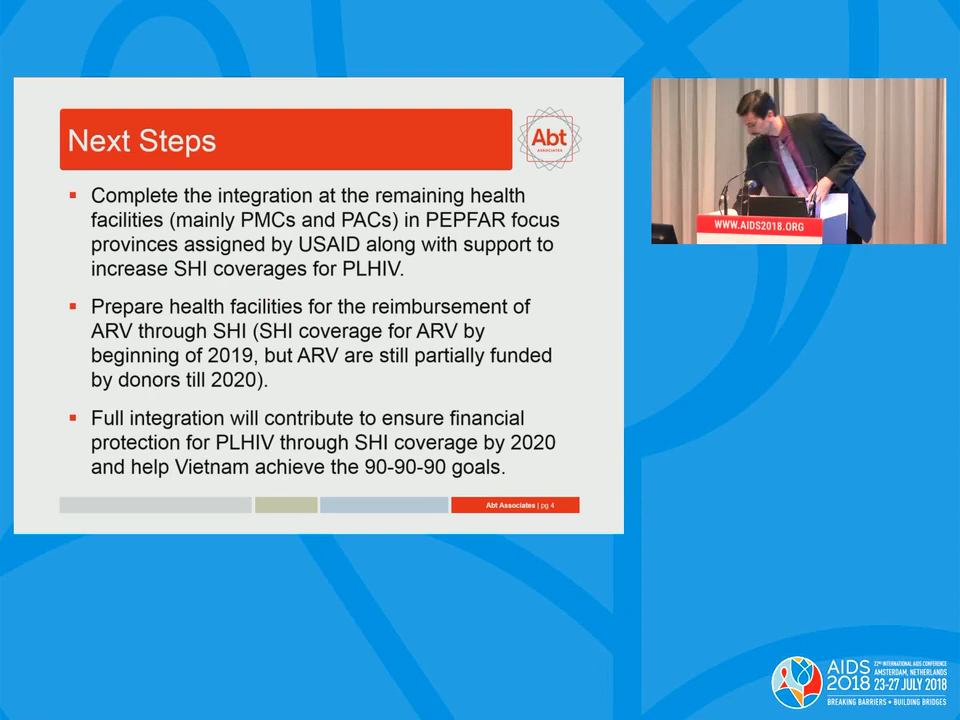 Next Steps
Abt
ASSOCIATES
▪ Complete the integration at the remaining health
facilities (mainly PMCs and PACs) in PEPFAR focus
provinces assigned by USAID along with support to
increase SHI coverages for PLHIV.
▪ Prepare health facilities for the reimbursement of
ARV through SHI (SHI coverage for ARV by
beginning of 2019, but ARV are still partially funded
by donors till 2020).
▪ Full integration will contribute to ensure financial
protection for PLHIV through SHI coverage by 2020
and help Vietnam achieve the 90-90-90 goals.
Abt Associates | pg 4
WWW.AIDS2018.ORG
AIDS
2018
22ND INTERNATIONAL AIDS CONFERENCE
AMSTERDAM, NETHERLANDS
23-27 JULY 2018
BREAKING BARRIERS • BUILDING BRIDGES